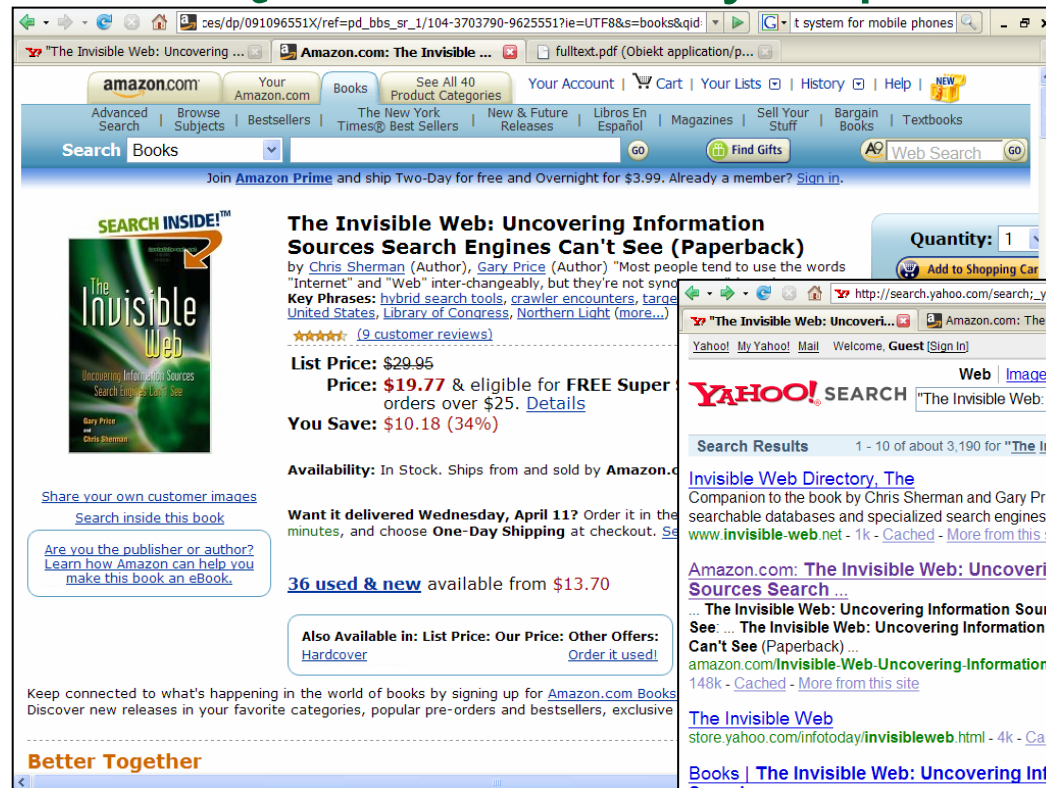 ces/dp/091096551X/ref=pd_bbs_sr_1/104-3703790-9625551?ie=UTF8&s=books&qid: t system for mobile phones
"The Invisible Web: Uncovering ... Amazon.com: The Invisible ... fulltext.pdf (Obiekt application/p...
amazon.com Your Amazon.com Books See All 40 Product Categories Your Account | Cart | Your Lists | History | Help | NEW
Advanced Search | Browse Subjects | Bestsellers | The New York Times® Best Sellers | New & Future Releases | Libros En Español | Magazines | Sell Your Stuff | Bargain Books | Textbooks
Search Books GO Find Gifts A9 Web Search GO
Join Amazon Prime and ship Two-Day for free and Overnight for $3.99. Already a member? Sign in.
SEARCH INSIDE!™
The Invisible Web
Uncovering Information Sources
Search Engines Can't See
Gary Price
and
Chris Sherman
Share your own customer images
Search inside this book
Are you the publisher or author?
Learn how Amazon can help you
make this book an eBook.
The Invisible Web: Uncovering Information
Sources Search Engines Can't See (Paperback)
by Chris Sherman (Author), Gary Price (Author) "Most people tend to use the words
"Internet" and "Web" inter-changeably, but they're not
Key Phrases: hybrid search tools, crawler encounters,
United States, Library of Congress, Northern Light (more...)
(9 customer reviews)
List Price: $29.95
Price: $19.77 & eligible for FREE Super
orders over $25. Details
You Save: $10.18 (34%)
Availability: In Stock. Ships from and sold by
Want it delivered Wednesday, April 11? Order it in the
minutes, and choose One-Day Shipping at checkout.
36 used & new available from $13.70
Also Available in: List Price: Our Price: Other Offers:
Hardcover Order it used!
Keep connected to what's happening in the world of books by signing up for Amazon.com Books
Discover new releases in your favorite categories, popular pre-orders and bestsellers, exclusive
Better Together
Quantity: 1
Add to Shopping Car
http://search.yahoo.com/search;_y
"The Invisible Web: Uncoveri... Amazon.com: The
Yahoo! My Yahoo! Mail Welcome, Guest [Sign In]
Web | Image
YAHOO! SEARCH "The Invisible Web:
Search Results 1 - 10 of about 3,190 for "The
Invisible Web Directory, The
Companion to the book by Chris Sherman and Gary Pr
searchable databases and specialized search engines
www.invisible-web.net - 1k - Cached - More from this
Amazon.com: The Invisible Web: Uncoveri
Sources Search ...
... The Invisible Web: Uncovering Information Sour
See: ... The Invisible Web: Uncovering Information
Can't See (Paperback) ...
amazon.com/Invisible-Web-Uncovering-Information
148k - Cached - More from this site
The Invisible Web
store.yahoo.com/infotoday/invisibleweb.html - 4k - Ca
Books | The Invisible Web: Uncovering Inf